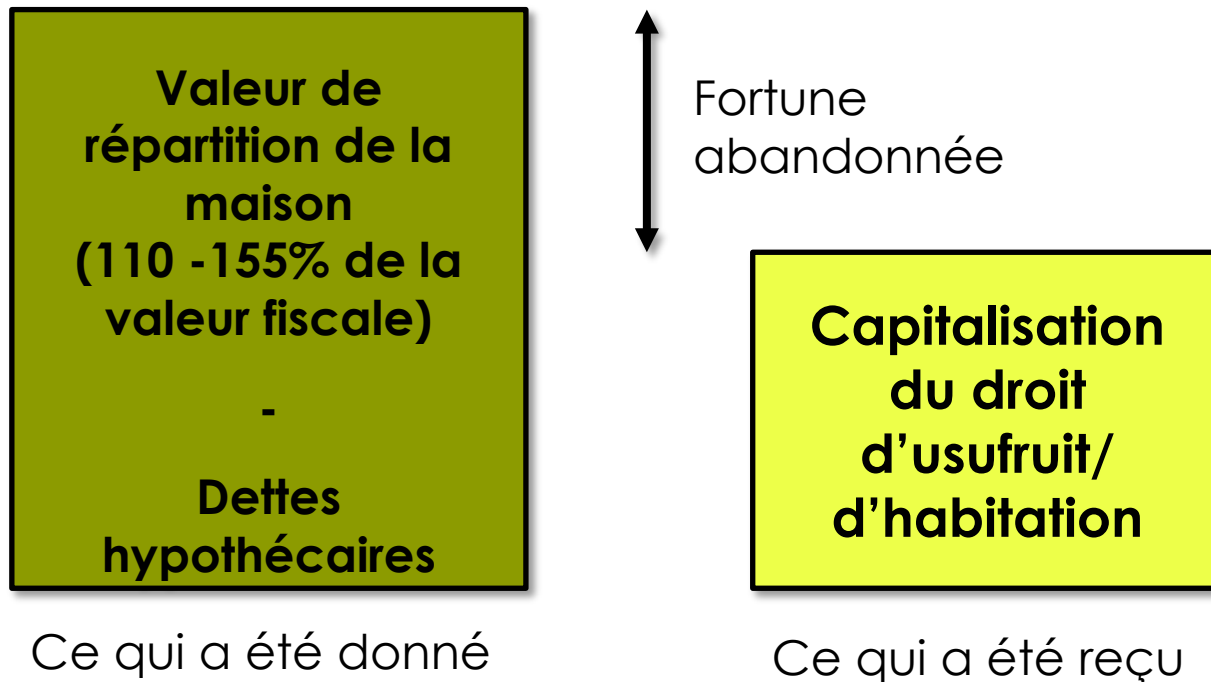 Valeur de
répartition de la
maison
(110 -155% de la
valeur fiscale)
-
Dettes
hypothécaires
Ce qui a été donné
Fortune
abandonnée
Capitalisation
du droit
d’usufruit/
d’habitation
Ce qui a été reçu